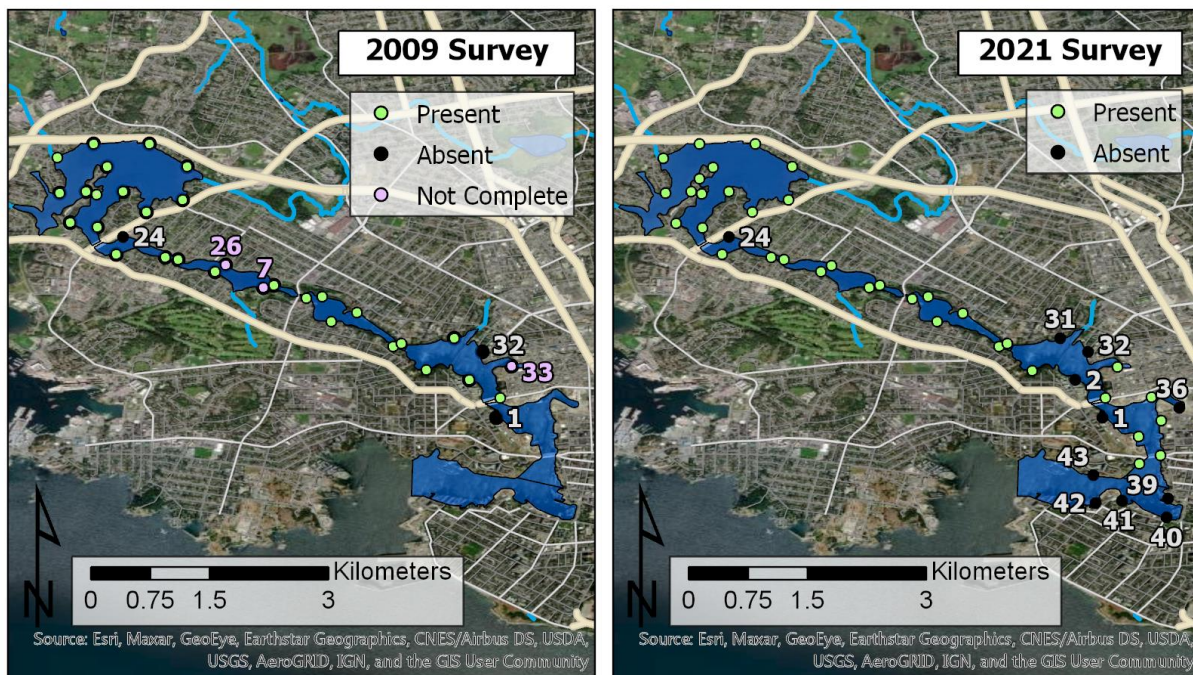 2009 Survey
Present
Absent
Not Complete
24
26
7
32
33
1
Kilometers
0 0.75 1.5 3
N
Source: Esri, Maxar, GeoEye, Earthstar Geographics, CNES/Airbus DS, USDA,
USGS, AeroGRID, IGN, and the GIS User Community
2021 Survey
Present
Absent
24
31
32
2
36
1
43
39
42
41
40
Kilometers
0 0.75 1.5 3
N
Source: Esri, Maxar, GeoEye, Earthstar Geographics, CNES/Airbus DS, USDA,
USGS, AeroGRID, IGN, and the GIS User Community